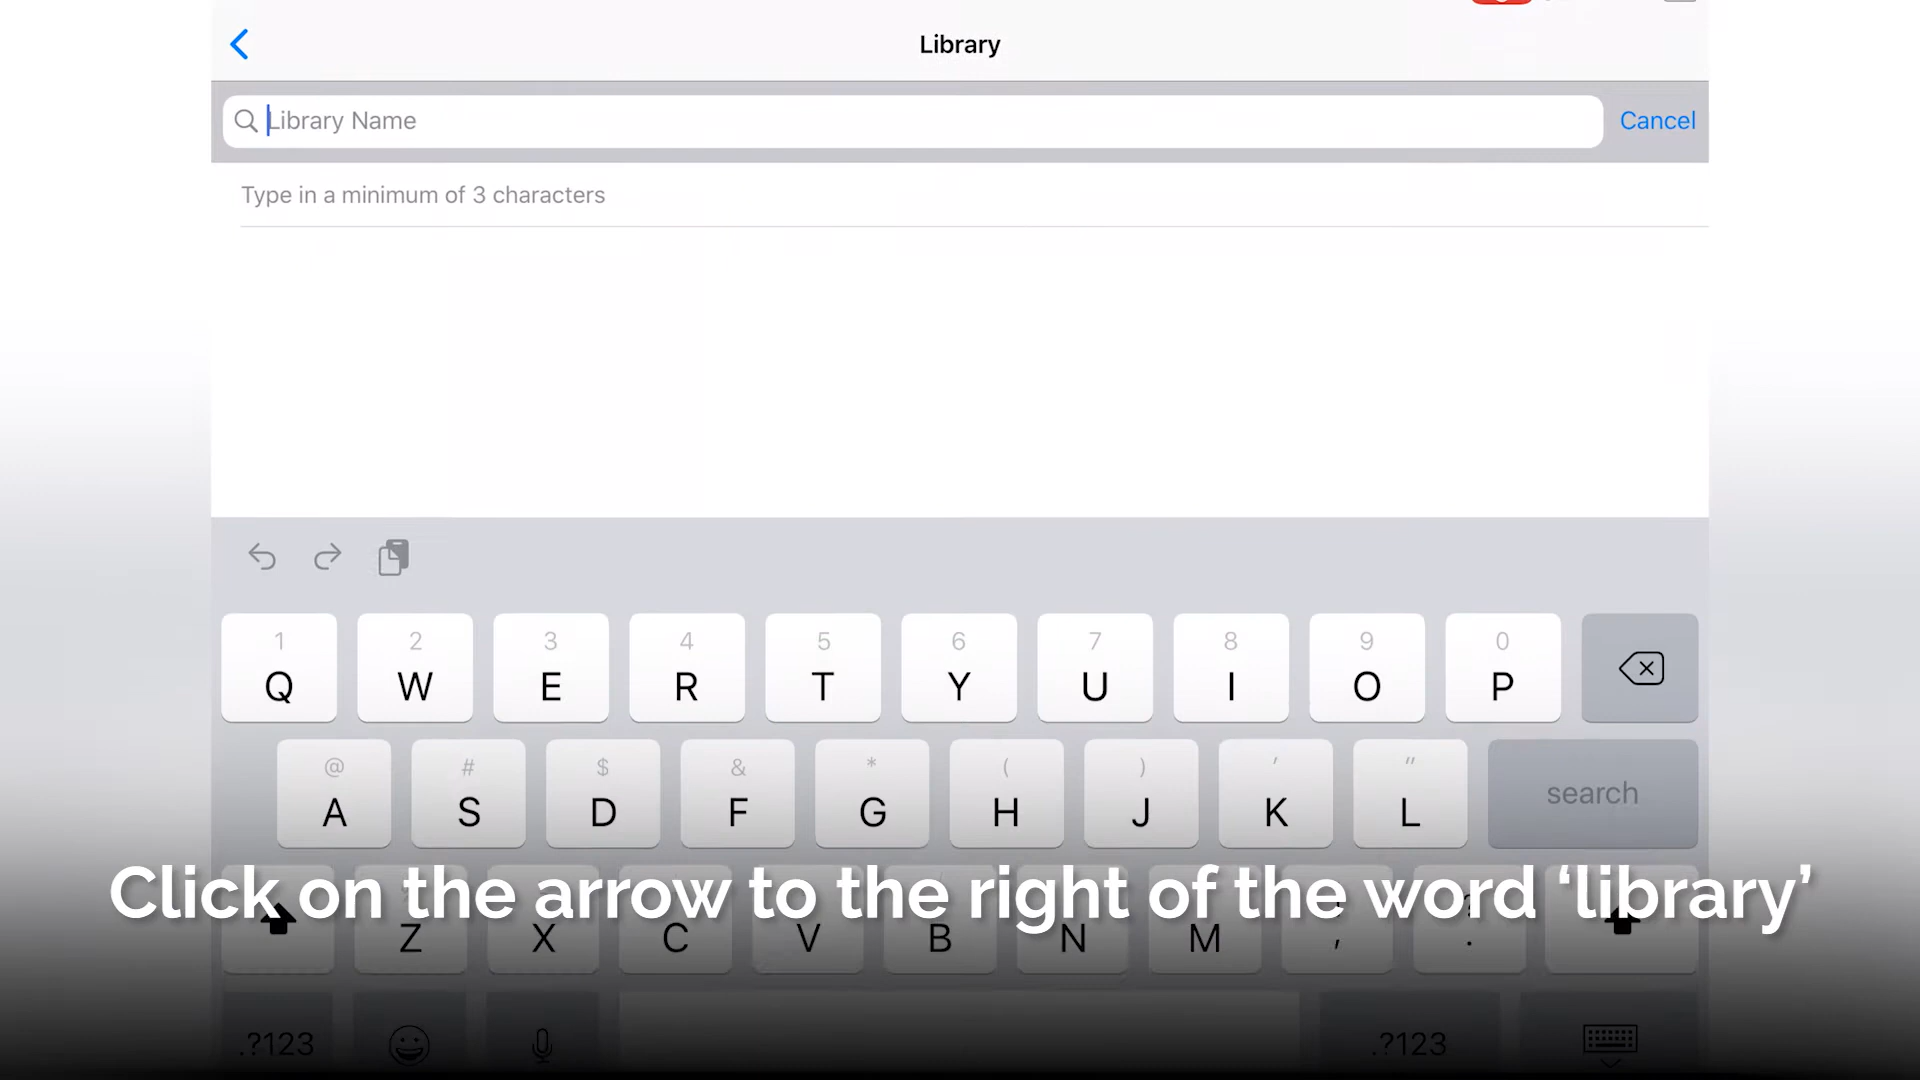 Library
Library Name
Cancel
Type in a minimum of 3 characters
1 2 3 4 5 6 7 8 9 0
Q W E R T Y U I O P
@ # $ & * ( ) ' "
A S D F G H J K L search
Click on the arrow to the right of the word ‘library’
Z X C V B N M , .
.?123 .?123